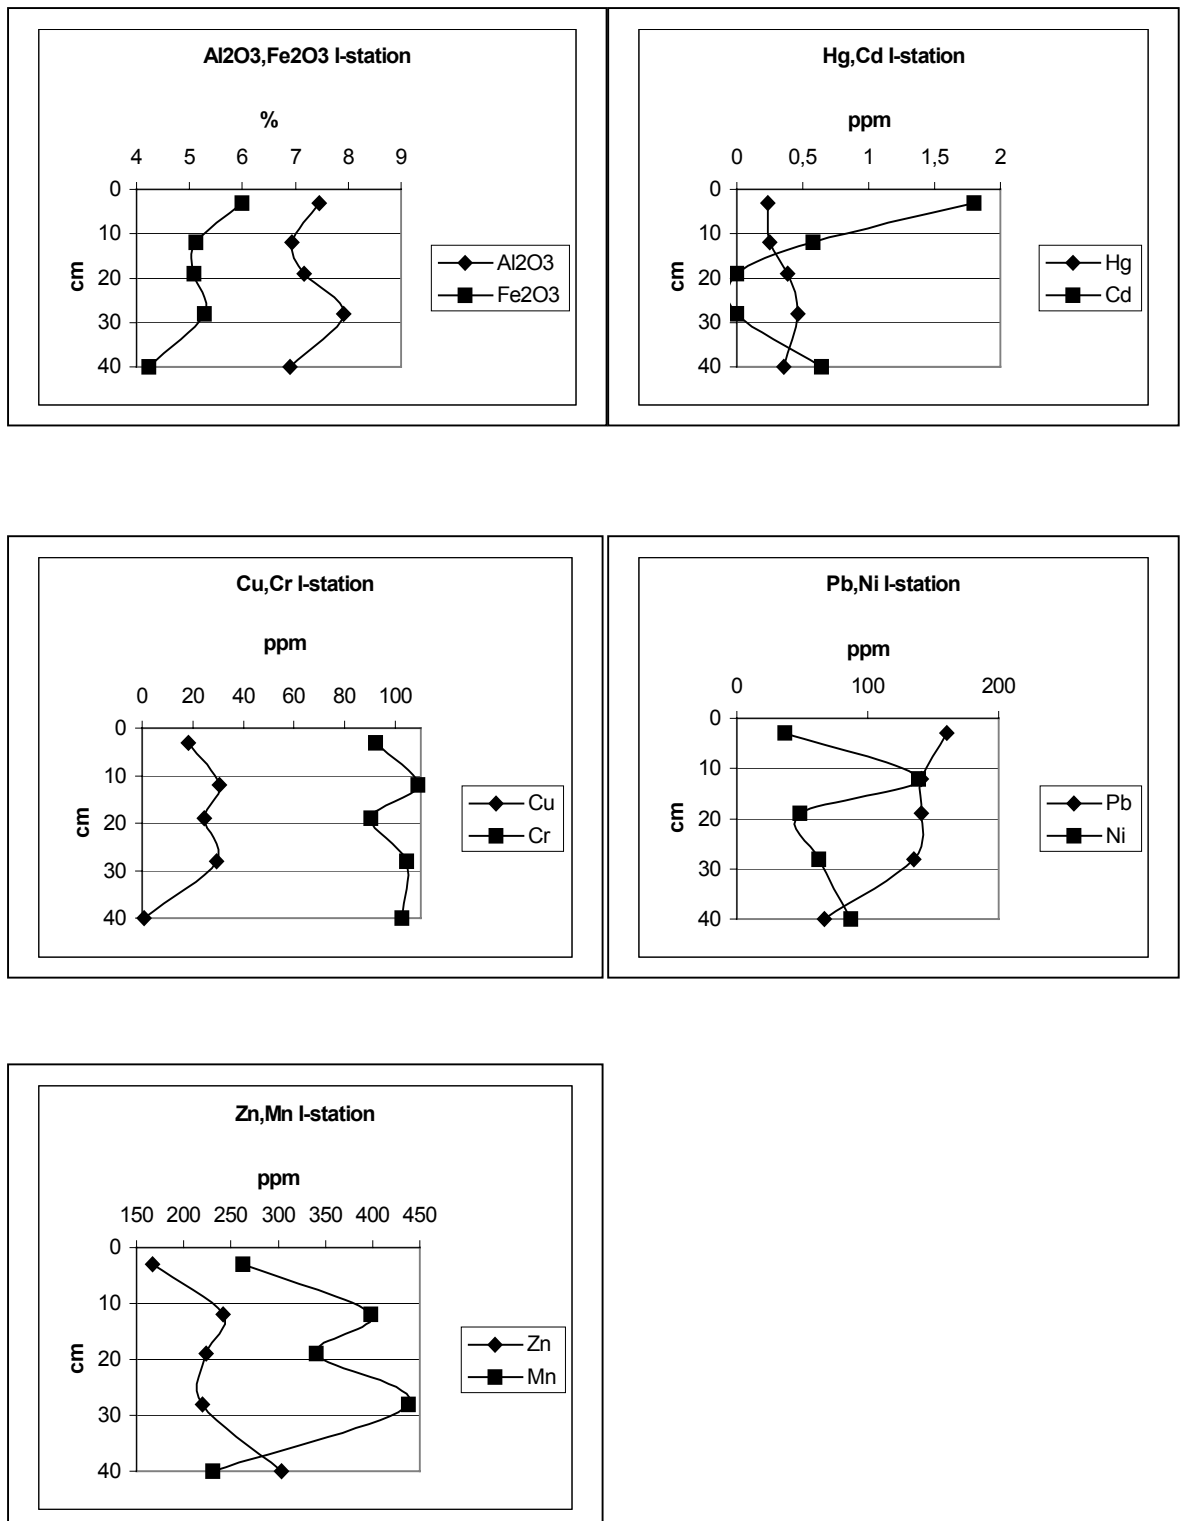 Al2O3,Fe2O3 I-station
%
4 5 6 7 8 9
0
10
20
30
40
cm
Al2O3
Fe2O3
Hg,Cd I-station
ppm
0 0,5 1 1,5 2
0
10
20
30
40
cm
Hg
Cd
Cu,Cr I-station
ppm
0 20 40 60 80 100
0
10
20
30
40
cm
Cu
Cr
Pb,Ni I-station
ppm
0 100 200
0
10
20
30
40
cm
Pb
Ni
Zn,Mn I-station
ppm
150 200 250 300 350 400 450
0
10
20
30
40
cm
Zn
Mn